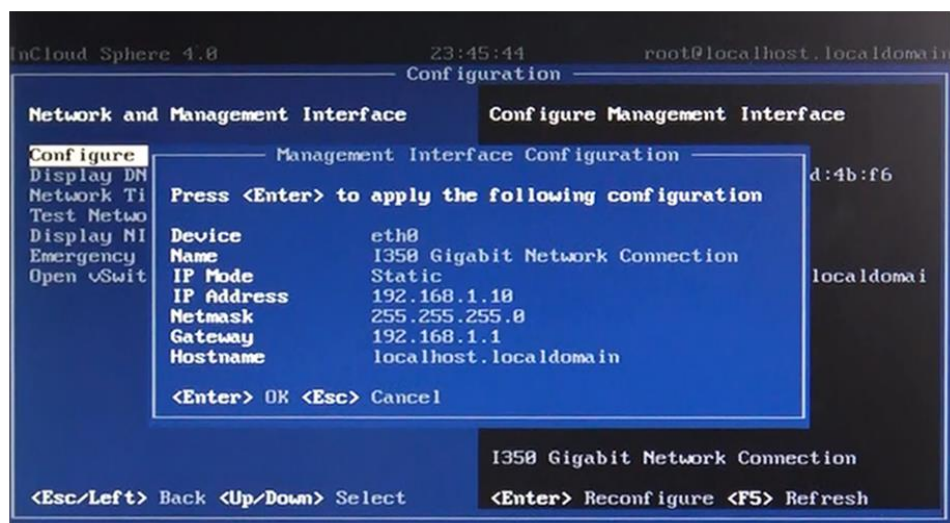 InCloud Sphere 4.0 23:45:44 root@localhost.localdomain
Configuration
Network and Management Interface Configure Management Interface
Configure
Display DN
Network Ti
Test Netwo
Display NI
Emergency
Open vSwit
Management Interface Configuration
Press <Enter> to apply the following configuration
Device eth0
Name I350 Gigabit Network Connection
IP Mode Static
IP Address 192.168.1.10
Netmask 255.255.255.0
Gateway 192.168.1.1
Hostname localhost.localdomain
<Enter> OK <Esc> Cancel
d:4b:f6
localdomai
I350 Gigabit Network Connection
<Esc/Left> Back <Up/Down> Select <Enter> Reconfigure <F5> Refresh